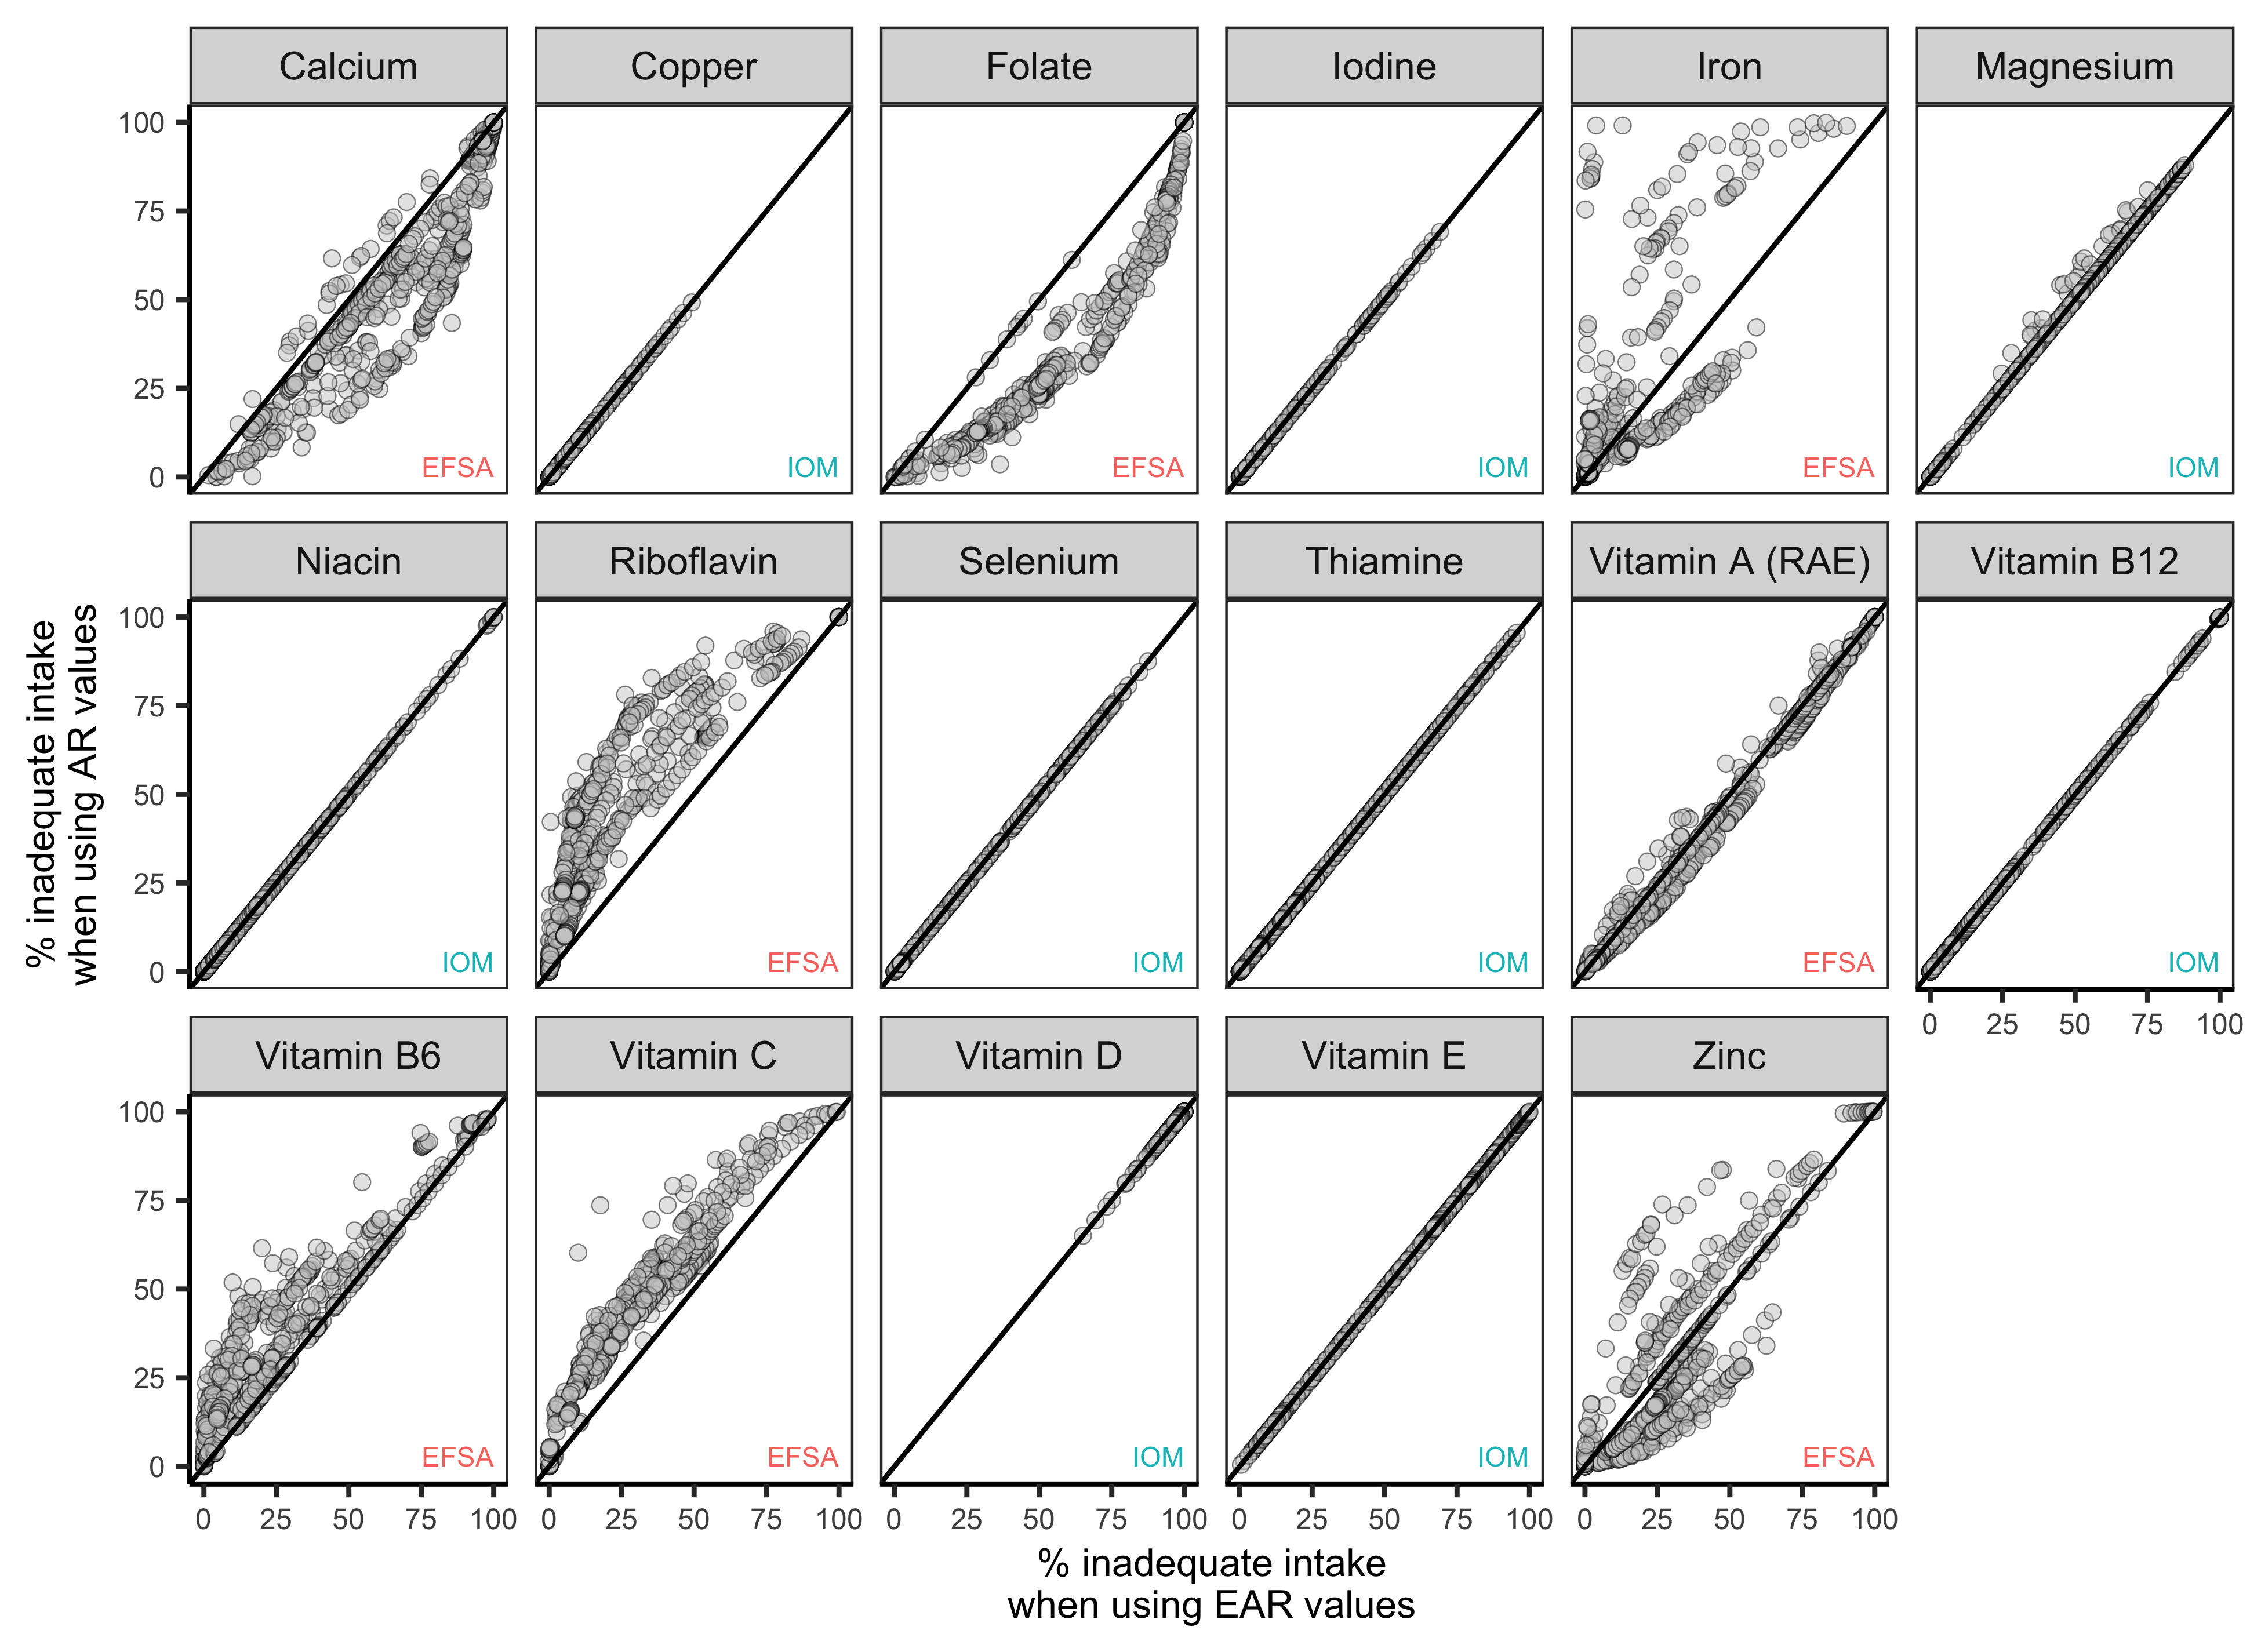 Calcium Copper Folate Iodine Iron Magnesium
100
75
50
25
0
EFSA IOM EFSA IOM EFSA IOM
Niacin Riboflavin Selenium Thiamine Vitamin A (RAE) Vitamin B12
% inadequate intake
when using AR values
100
75
50
25
0
IOM EFSA IOM IOM EFSA IOM
0 25 50 75 100
Vitamin B6 Vitamin C Vitamin D Vitamin E Zinc
100
75
50
25
0
EFSA EFSA IOM IOM EFSA
0 25 50 75 100 0 25 50 75 100 0 25 50 75 100 0 25 50 75 100 0 25 50 75 100
% inadequate intake
when using EAR values